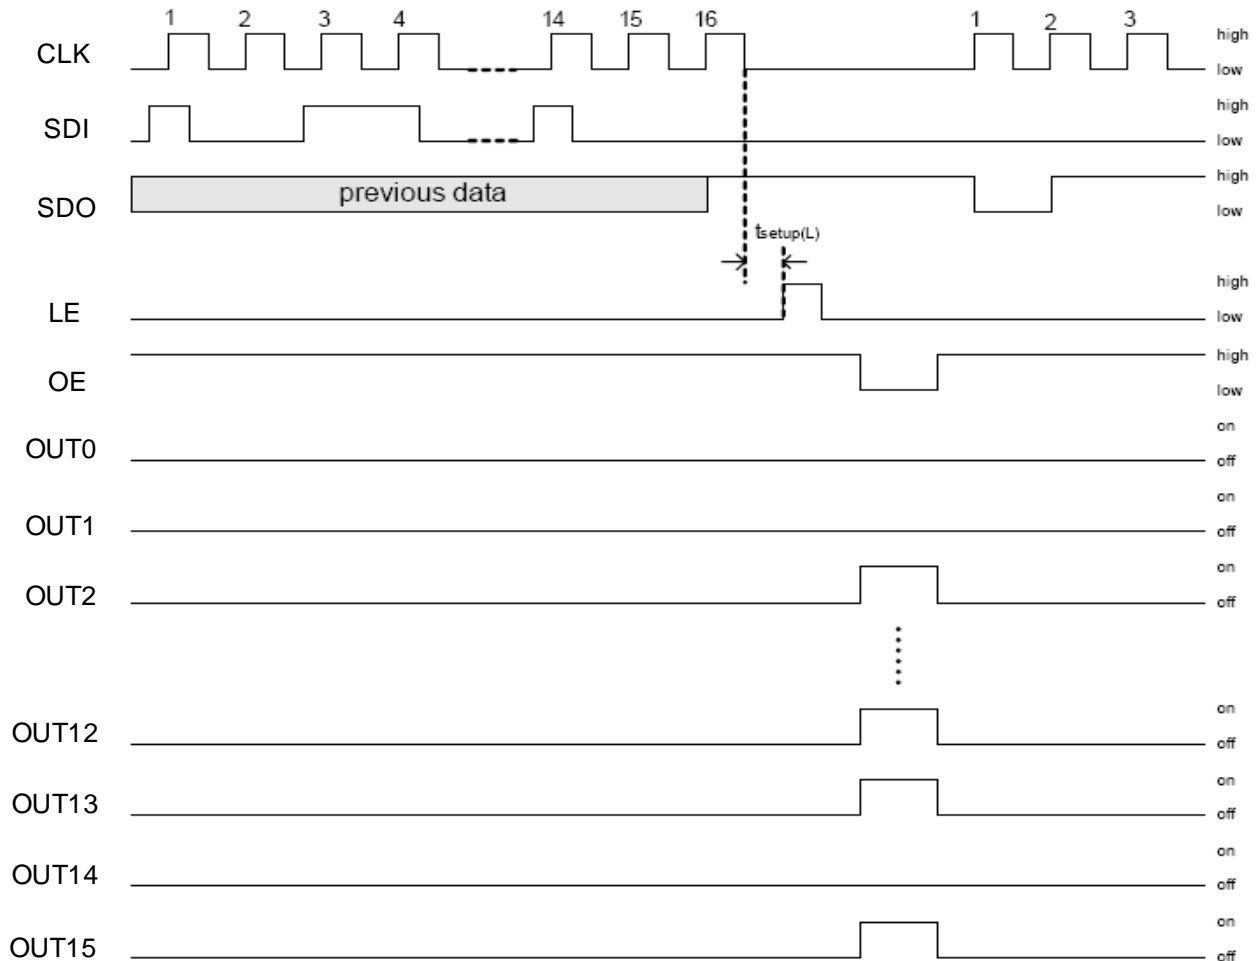 1 2 3 4 14 15 16 1 2 3
CLK high
low
SDI high
low
SDO previous data high
low
tsetup(L)
LE high
low
OE high
low
OUT0 on
off
OUT1 on
off
OUT2 on
off
OUT12 on
off
OUT13 on
off
OUT14 on
off
OUT15 on
off